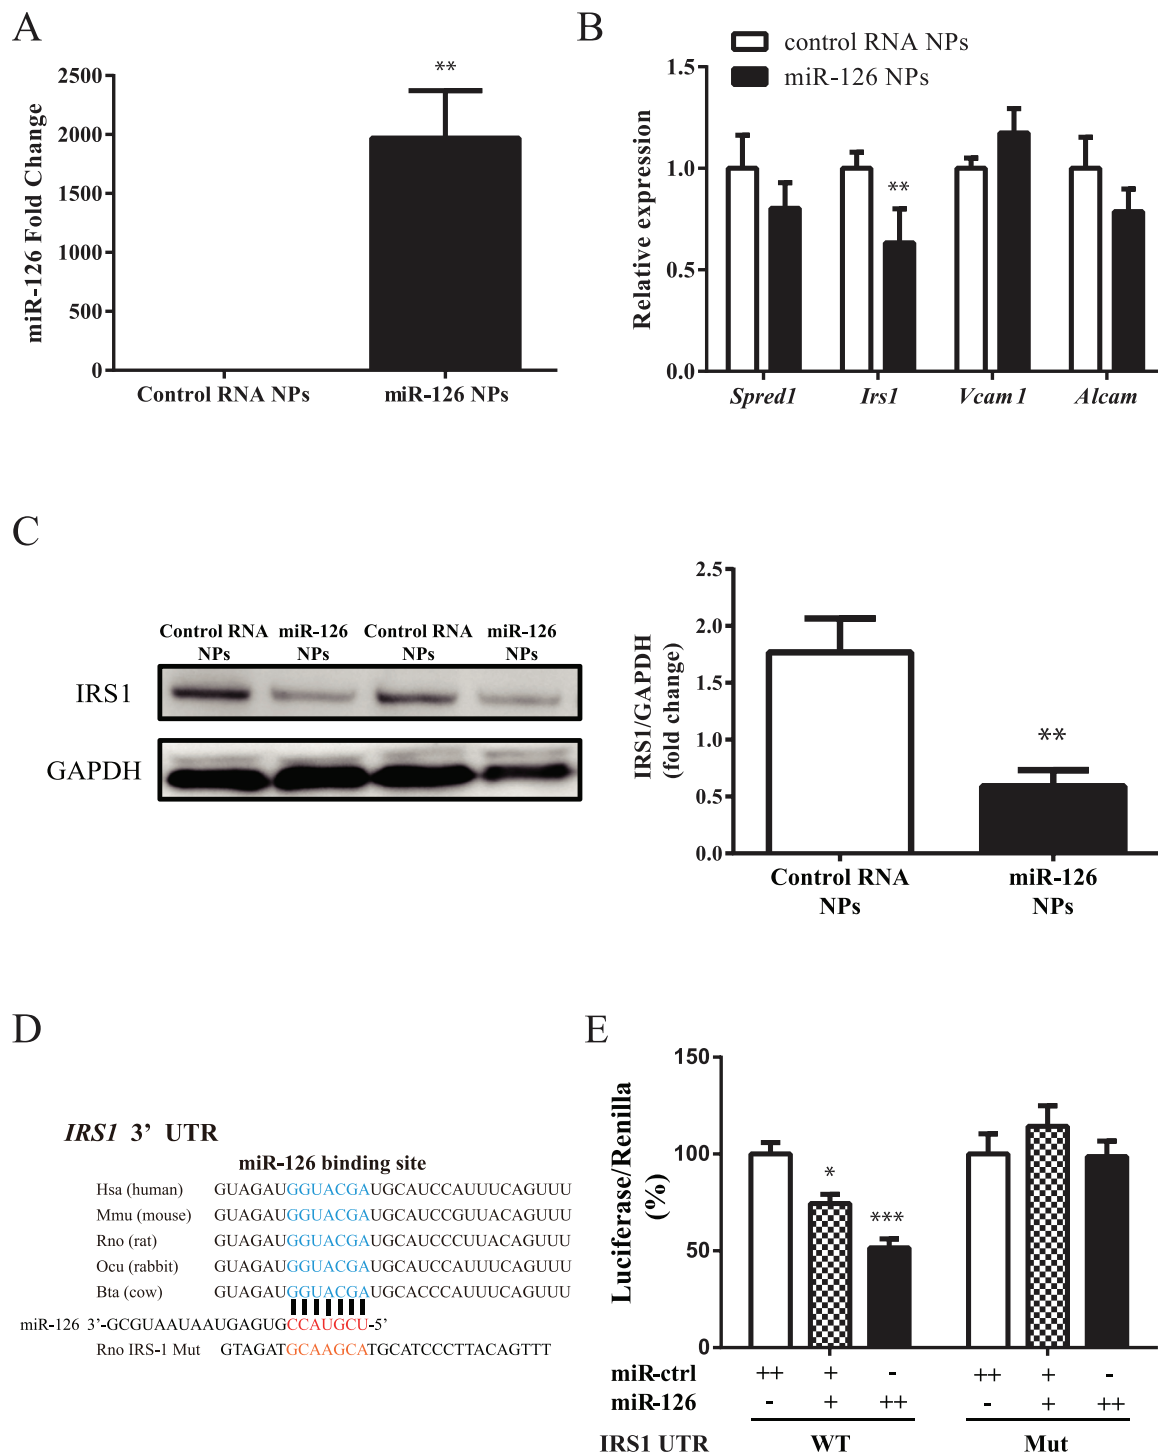 A
miR-126 Fold Change
2500
2000
1500
1000
500
0
**
Control RNA NPs
miR-126 NPs
B
control RNA NPs
miR-126 NPs
Relative expression
1.5
1.0
0.5
0.0
**
Spred1
Irs1
Vcam1
Alcam
C
Control RNA NPs
miR-126 NPs
Control RNA NPs
miR-126 NPs
IRS1
GAPDH
IRS1/GAPDH
(fold change)
2.5
2.0
1.5
1.0
0.5
0.0
**
Control RNA NPs
miR-126 NPs
D
IRS1 3’ UTR
miR-126 binding site
Hsa (human) GUAGAUGGUACGAUGCAUCCAUUUCAGUUU
Mmu (mouse) GUAGAUGGUACGAUGCAUCCGUUACAGUUU
Rno (rat) GUAGAUGGUACGAUGCAUCCCUUACAGUUU
Ocu (rabbit) GUAGAUGGUACGAUGCAUCCAUUUCAGUUU
Bta (cow) GUAGAUGGUACGAUGCACCCAUUUCAGUUU
miR-126 3’-GCGUAAUAAUGAGUGCCAUGCU-5’
Rno IRS-1 Mut GTAGATGCAAGCATGCATCCCTTACAGTTT
E
Luciferase/Renilla
(%)
150
100
50
0
*
***
miR-ctrl ++ + - ++ + -
miR-126 - + ++ - + ++
IRS1 UTR WT Mut